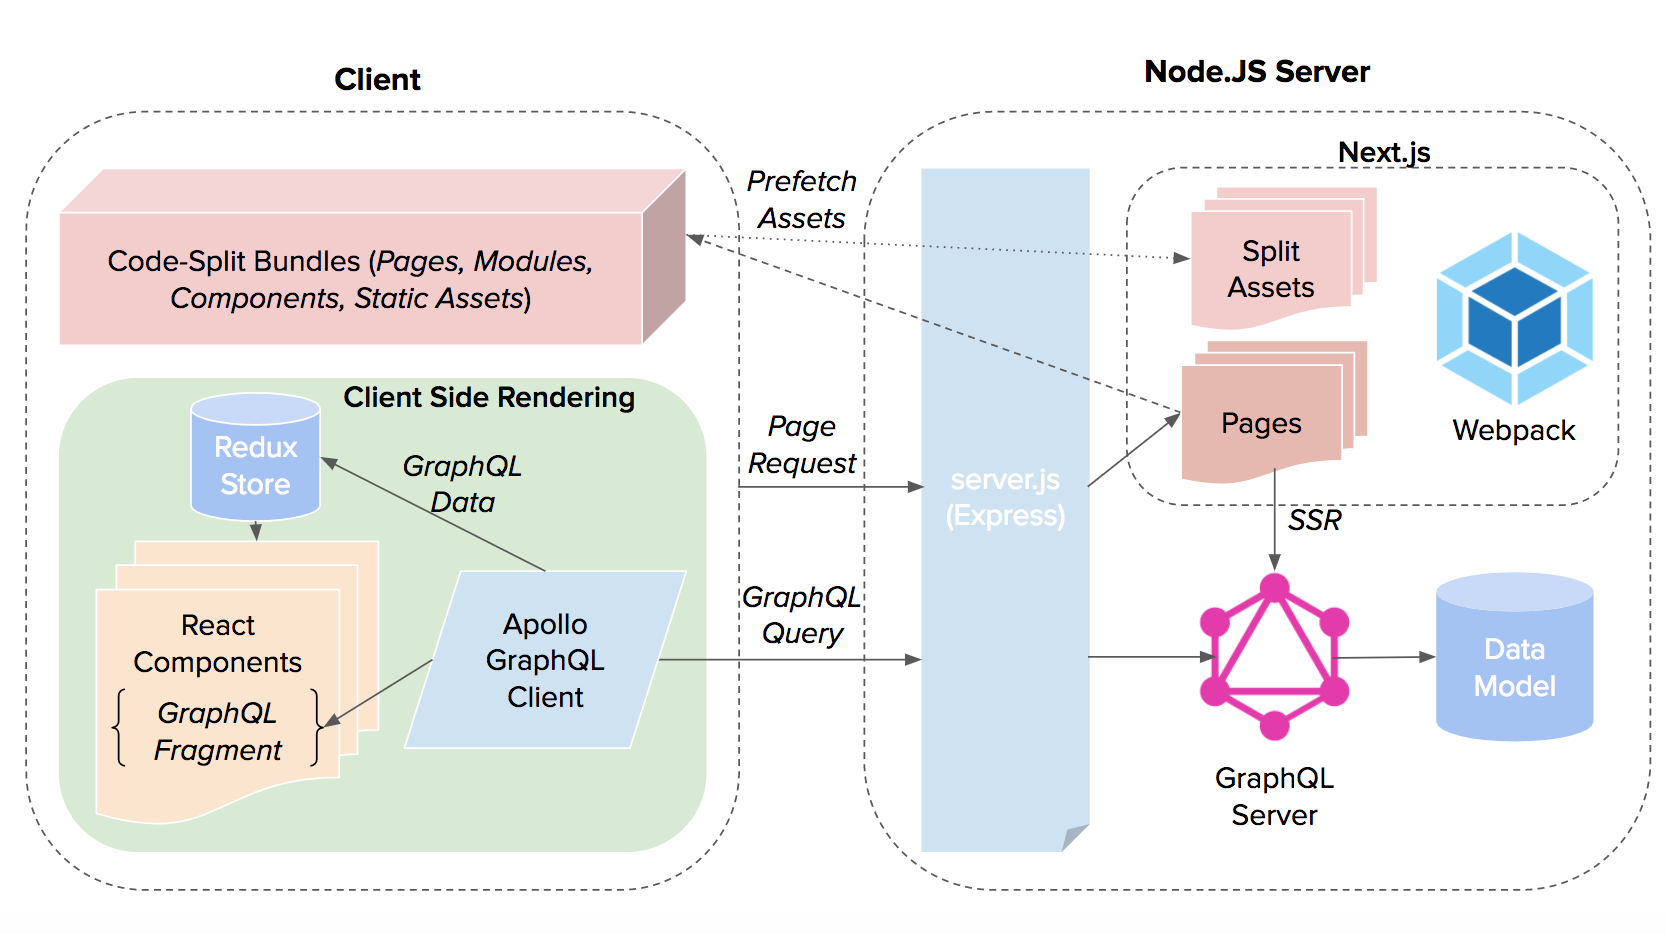 Client
Node.JS Server
Next.js
Prefetch
Assets
Code-Split Bundles (Pages, Modules,
Components, Static Assets)
Split
Assets
Webpack
Pages
Client Side Rendering
Redux
Store
GraphQL
Data
Page
Request
server.js
(Express)
SSR
React
Components
GraphQL
Fragment
Apollo
GraphQL
Client
GraphQL
Query
Data
Model
GraphQL
Server